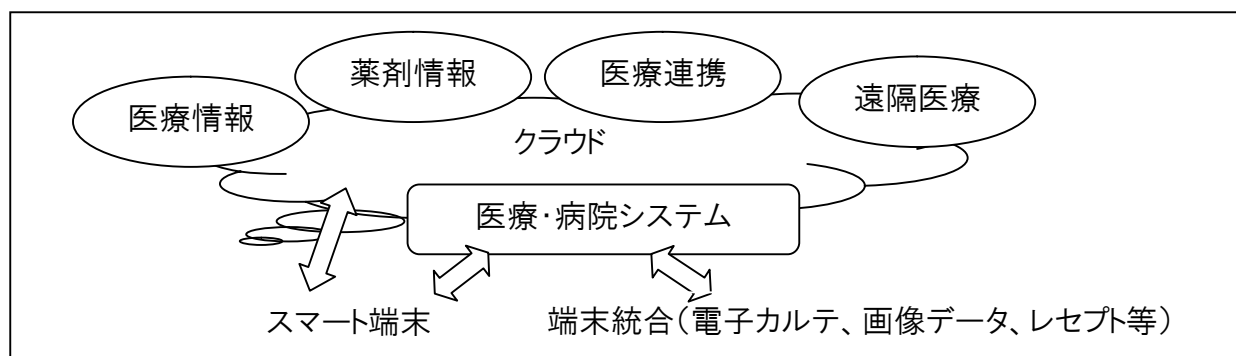 薬剤情報
医療連携
医療情報
遠隔医療
クラウド
医療・病院システム
スマート端末
端末統合(電子カルテ、画像データ、レセプト等)